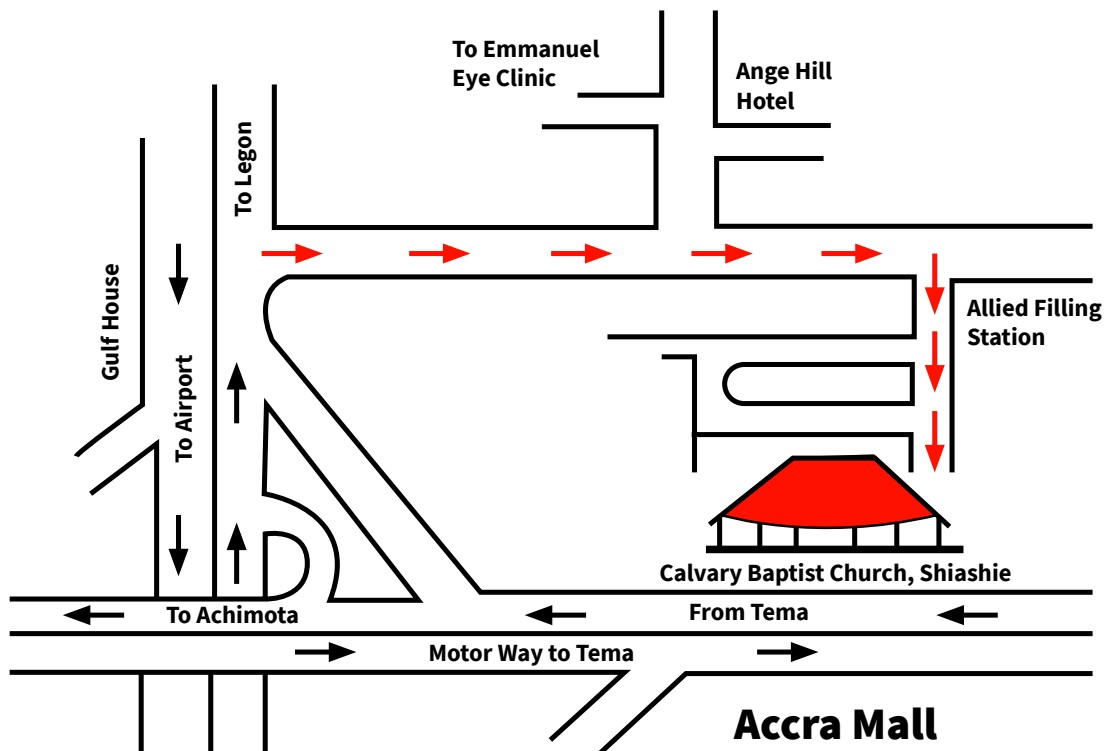 To Emmanuel
Eye Clinic
Ange Hill
Hotel
To Legon
Gulf House
To Airport
Allied Filling
Station
Calvary Baptist Church, Shiashie
To Achimota
From Tema
Motor Way to Tema
Accra Mall